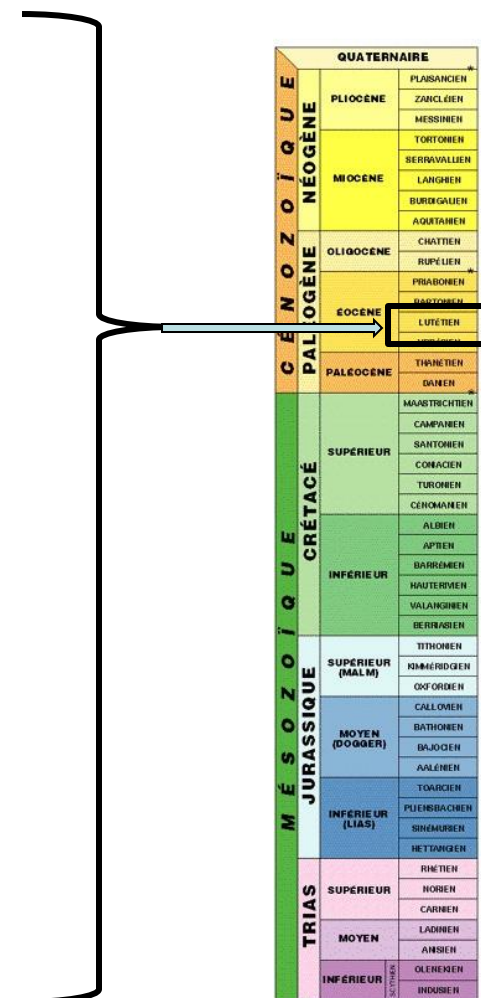 QUATERNAIRE
CÉNOZOÏQUE
NÉOGÈNE
PLIOCÈNE
PLAISANCIEN
ZANCLÉIEN
MESSINIEN
MIOCÈNE
TORTONIEN
SERRAVALLIEN
LANGHIEN
BURDIGALIEN
AQUITANIEN
PALÉOGÈNE
OLIGOCÈNE
CHATTIEN
RUPÉLIEN
ÉOCÈNE
PRIABONIEN
BARTONIEN
LUTÉTIEN
PALÉOCÈNE
THANÉTIEN
DANIEN
MÉSOZOÏQUE
CRÉTACÉ
SUPÉRIEUR
MAASTRICHTIEN
CAMPANIEN
SANTONIEN
CONIACIEN
TURONIEN
CÉNOMANIEN
INFÉRIEUR
ALBIEN
APTIEN
BARRÉMIEN
HAUTERIVIEN
VALANGINIEN
BERRIASIEN
JURASSIQUE
SUPÉRIEUR
(MALM)
TITHONIEN
KIMMÉRIDGIEN
OXFORDIEN
MOYEN
(DOGGER)
CALLOVIEN
BATHONIEN
BAJOCIEN
AALÉNIEN
INFÉRIEUR
(LIAS)
TOARCIEN
PLIENSBACHIEN
SINÉMURIEN
HETTANGIEN
TRIAS
SUPÉRIEUR
RHÉTIEN
NORIEN
CARNIEN
MOYEN
LADINIEN
ANISIEN
INFÉRIEUR
SCYTHIEN
OLENEKIEN
INDUSIEN